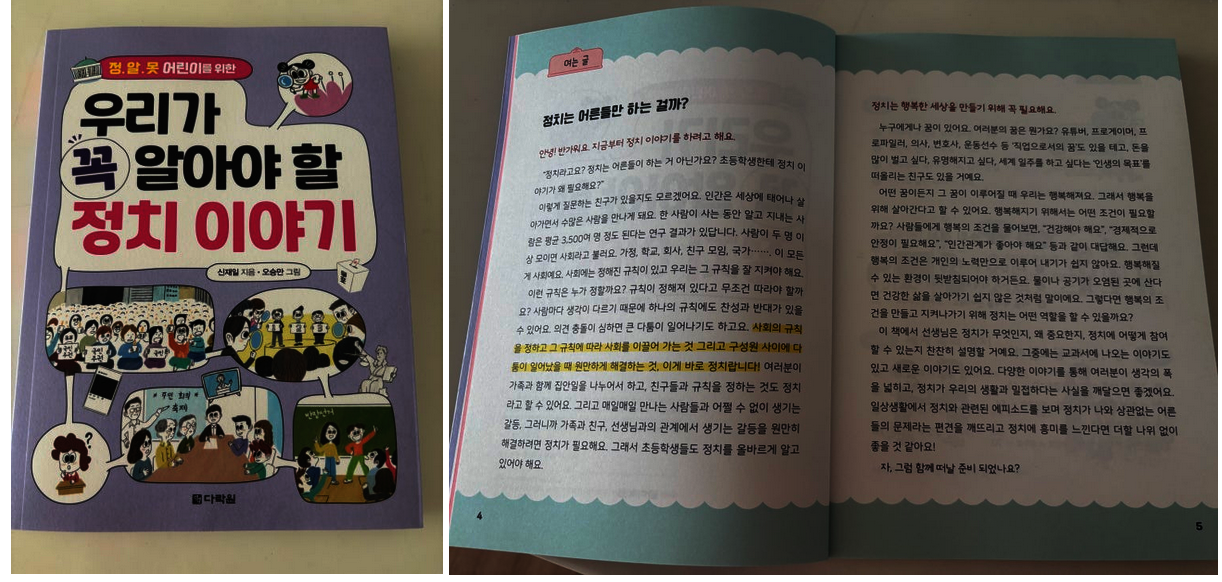 정.알.못 어린이를 위한
우리가
꼭 알아야 할
정치 이야기
신재일 지음 · 오승만 그림
투표
주민 회의
축제
반장선거
?
다락원
여는 글
정치는 어른들만 하는 걸까?
안녕! 반가워요. 지금부터 정치 이야기를 하려고 해요.
“정치라고요? 정치는 어른들이 하는 거 아닌가요? 초등학생한테 정치 이
야기가 왜 필요해요?”
이렇게 질문하는 친구가 있을지도 모르겠어요. 인간은 세상에 태어나 살
아가면서 수많은 사람을 만나게 돼요. 한 사람이 사는 동안 알고 지내는 사
람은 평균 3,500여 명 정도 된다는 연구 결과가 있답니다. 사람이 두 명 이
상 모이면 사회라고 불러요. 가정, 학교, 회사, 친구 모임, 국가…… 이 모든
게 사회예요. 사회에는 정해진 규칙이 있고 우리는 그 규칙을 잘 지켜야 해요.
이런 규칙은 누가 정할까요? 규칙이 정해져 있다고 무조건 따라야 할까
요? 사람마다 생각이 다르기 때문에 하나의 규칙에도 찬성과 반대가 있을
수 있어요. 의견 충돌이 심하면 큰 다툼이 일어나기도 하고요. 사회의 규칙
을 정하고 그 규칙에 따라 사회를 이끌어 가는 것 그리고 구성원 사이에 다
툼이 일어났을 때 원만하게 해결하는 것, 이게 바로 정치랍니다! 여러분이
가족과 함께 집안일을 나누어서 하고, 친구들과 규칙을 정하는 것도 정치
라고 할 수 있어요. 그리고 매일매일 만나는 사람들과 어쩔 수 없이 생기는
갈등, 그러니까 가족과 친구, 선생님과의 관계에서 생기는 갈등을 원만히
해결하려면 정치가 필요해요. 그래서 초등학생들도 정치를 올바르게 알고
있어야 해요.
4
정치는 행복한 세상을 만들기 위해 꼭 필요해요.
누구에게나 꿈이 있어요. 여러분의 꿈은 뭔가요? 유튜버, 프로게이머, 프
로파일러, 의사, 변호사, 운동선수 등 ‘직업으로서의 꿈’도 있을 테고, 돈을
많이 벌고 싶다, 유명해지고 싶다, 세계 일주를 하고 싶다는 ‘인생의 목표’를
떠올리는 친구도 있을 거예요.
어떤 꿈이든지 그 꿈이 이루어질 때 우리는 행복해져요. 그래서 행복을
위해 살아간다고 할 수 있어요. 행복해지기 위해서는 어떤 조건이 필요할
까요? 사람들에게 행복의 조건을 물어보면, “건강해야 해요”, “경제적으로
안정이 필요해요”, “인간관계가 좋아야 해요” 등과 같이 대답해요. 그런데
행복의 조건은 개인의 노력만으로 이루어 내기가 쉽지 않아요. 행복해질
수 있는 환경이 뒷받침되어야 하거든요. 물이나 공기가 오염된 곳에 산다
면 건강한 삶을 살아가기 쉽지 않은 것처럼 말이에요. 그렇다면 행복의 조
건을 만들고 지켜나가기 위해 정치는 어떤 역할을 할 수 있을까요?
이 책에서 선생님은 정치가 무엇인지, 왜 중요한지, 정치에 어떻게 참여
할 수 있는지 찬찬히 설명할 거예요. 그중에는 교과서에 나오는 이야기도
있고 새로운 이야기도 있어요. 다양한 이야기를 통해 여러분이 생각의 폭
을 넓히고, 정치가 우리의 생활과 밀접하다는 사실을 깨달으면 좋겠어요.
일상생활에서 정치와 관련된 에피소드를 보며 정치가 나와 상관없는 어른
들의 문제라는 편견을 깨뜨리고 정치에 흥미를 느낀다면 더할 나위 없이
좋을 것 같아요!
자, 그럼 함께 떠날 준비 되었나요?
5